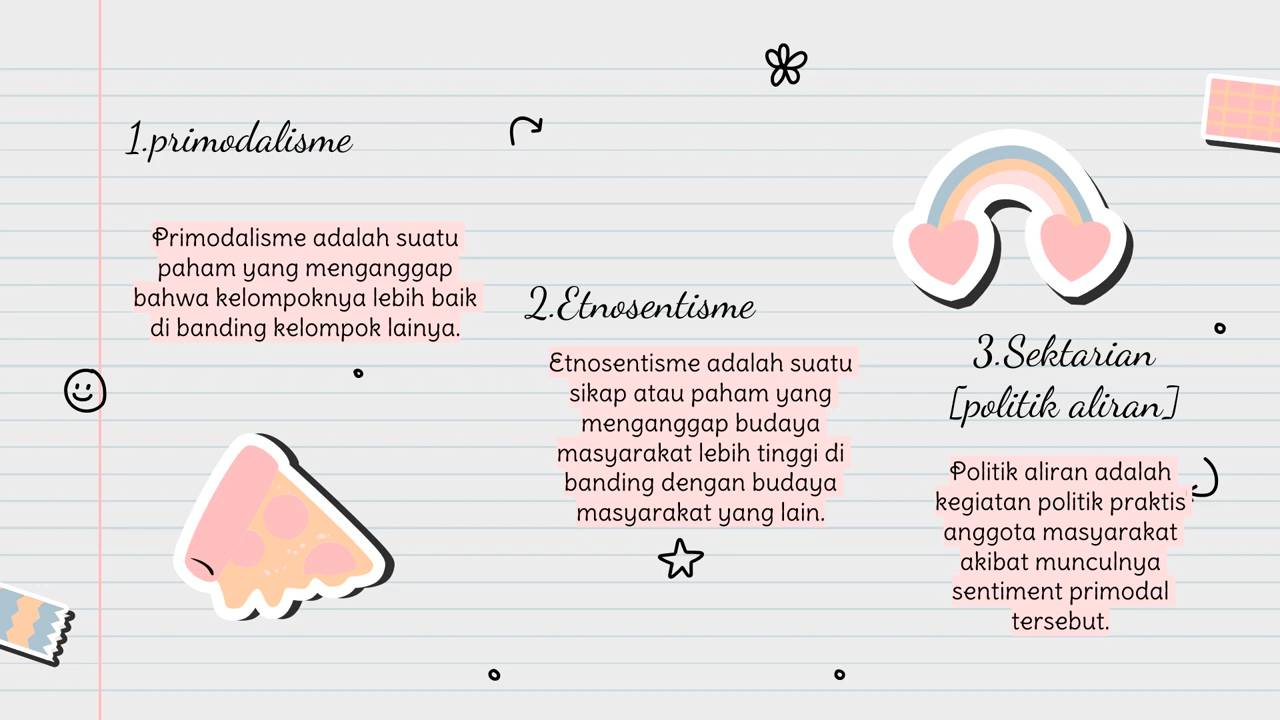 1.primodalisme
Primodalisme adalah suatu
paham yang menganggap
bahwa kelompoknya lebih baik
di banding kelompok lainya.
2.Etnosentisme
Etnosentisme adalah suatu
sikap atau paham yang
menganggap budaya
masyarakat lebih tinggi di
banding dengan budaya
masyarakat yang lain.
3.Sektarian
[politik aliran]
Politik aliran adalah
kegiatan politik praktis
anggota masyarakat
akibat munculnya
sentiment primodal
tersebut.